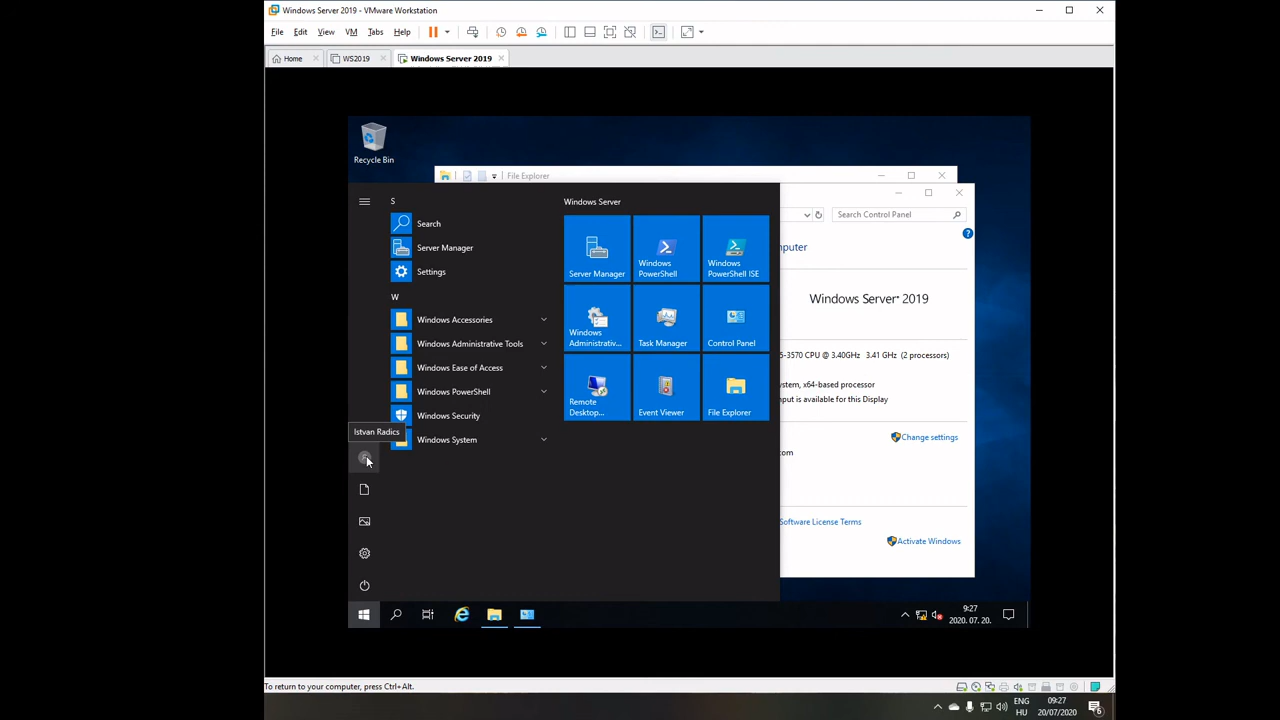 Windows Server 2019 - VMware Workstation
File Edit View VM Tabs Help
Home WS2019 Windows Server 2019
Recycle Bin
File Explorer
S
Search
Server Manager
Settings
W
Windows Accessories
Windows Administrative Tools
Windows Ease of Access
Windows PowerShell
Windows Security
Istvan Radics
Windows System
Windows Server
Server Manager
Windows
PowerShell
Windows
PowerShell ISE
Windows
Administrativ...
Task Manager
Control Panel
Remote
Desktop...
Event Viewer
File Explorer
Search Control Panel
?
puter
Windows Server 2019
5-3570 CPU @ 3.40GHz 3.41 GHz (2 processors)
ystem, x64-based processor
nput is available for this Display
Change settings
com
Software License Terms
Activate Windows
9:27
2020. 07. 20.
To return to your computer, press Ctrl+Alt.
ENG
HU
09:27
20/07/2020
6